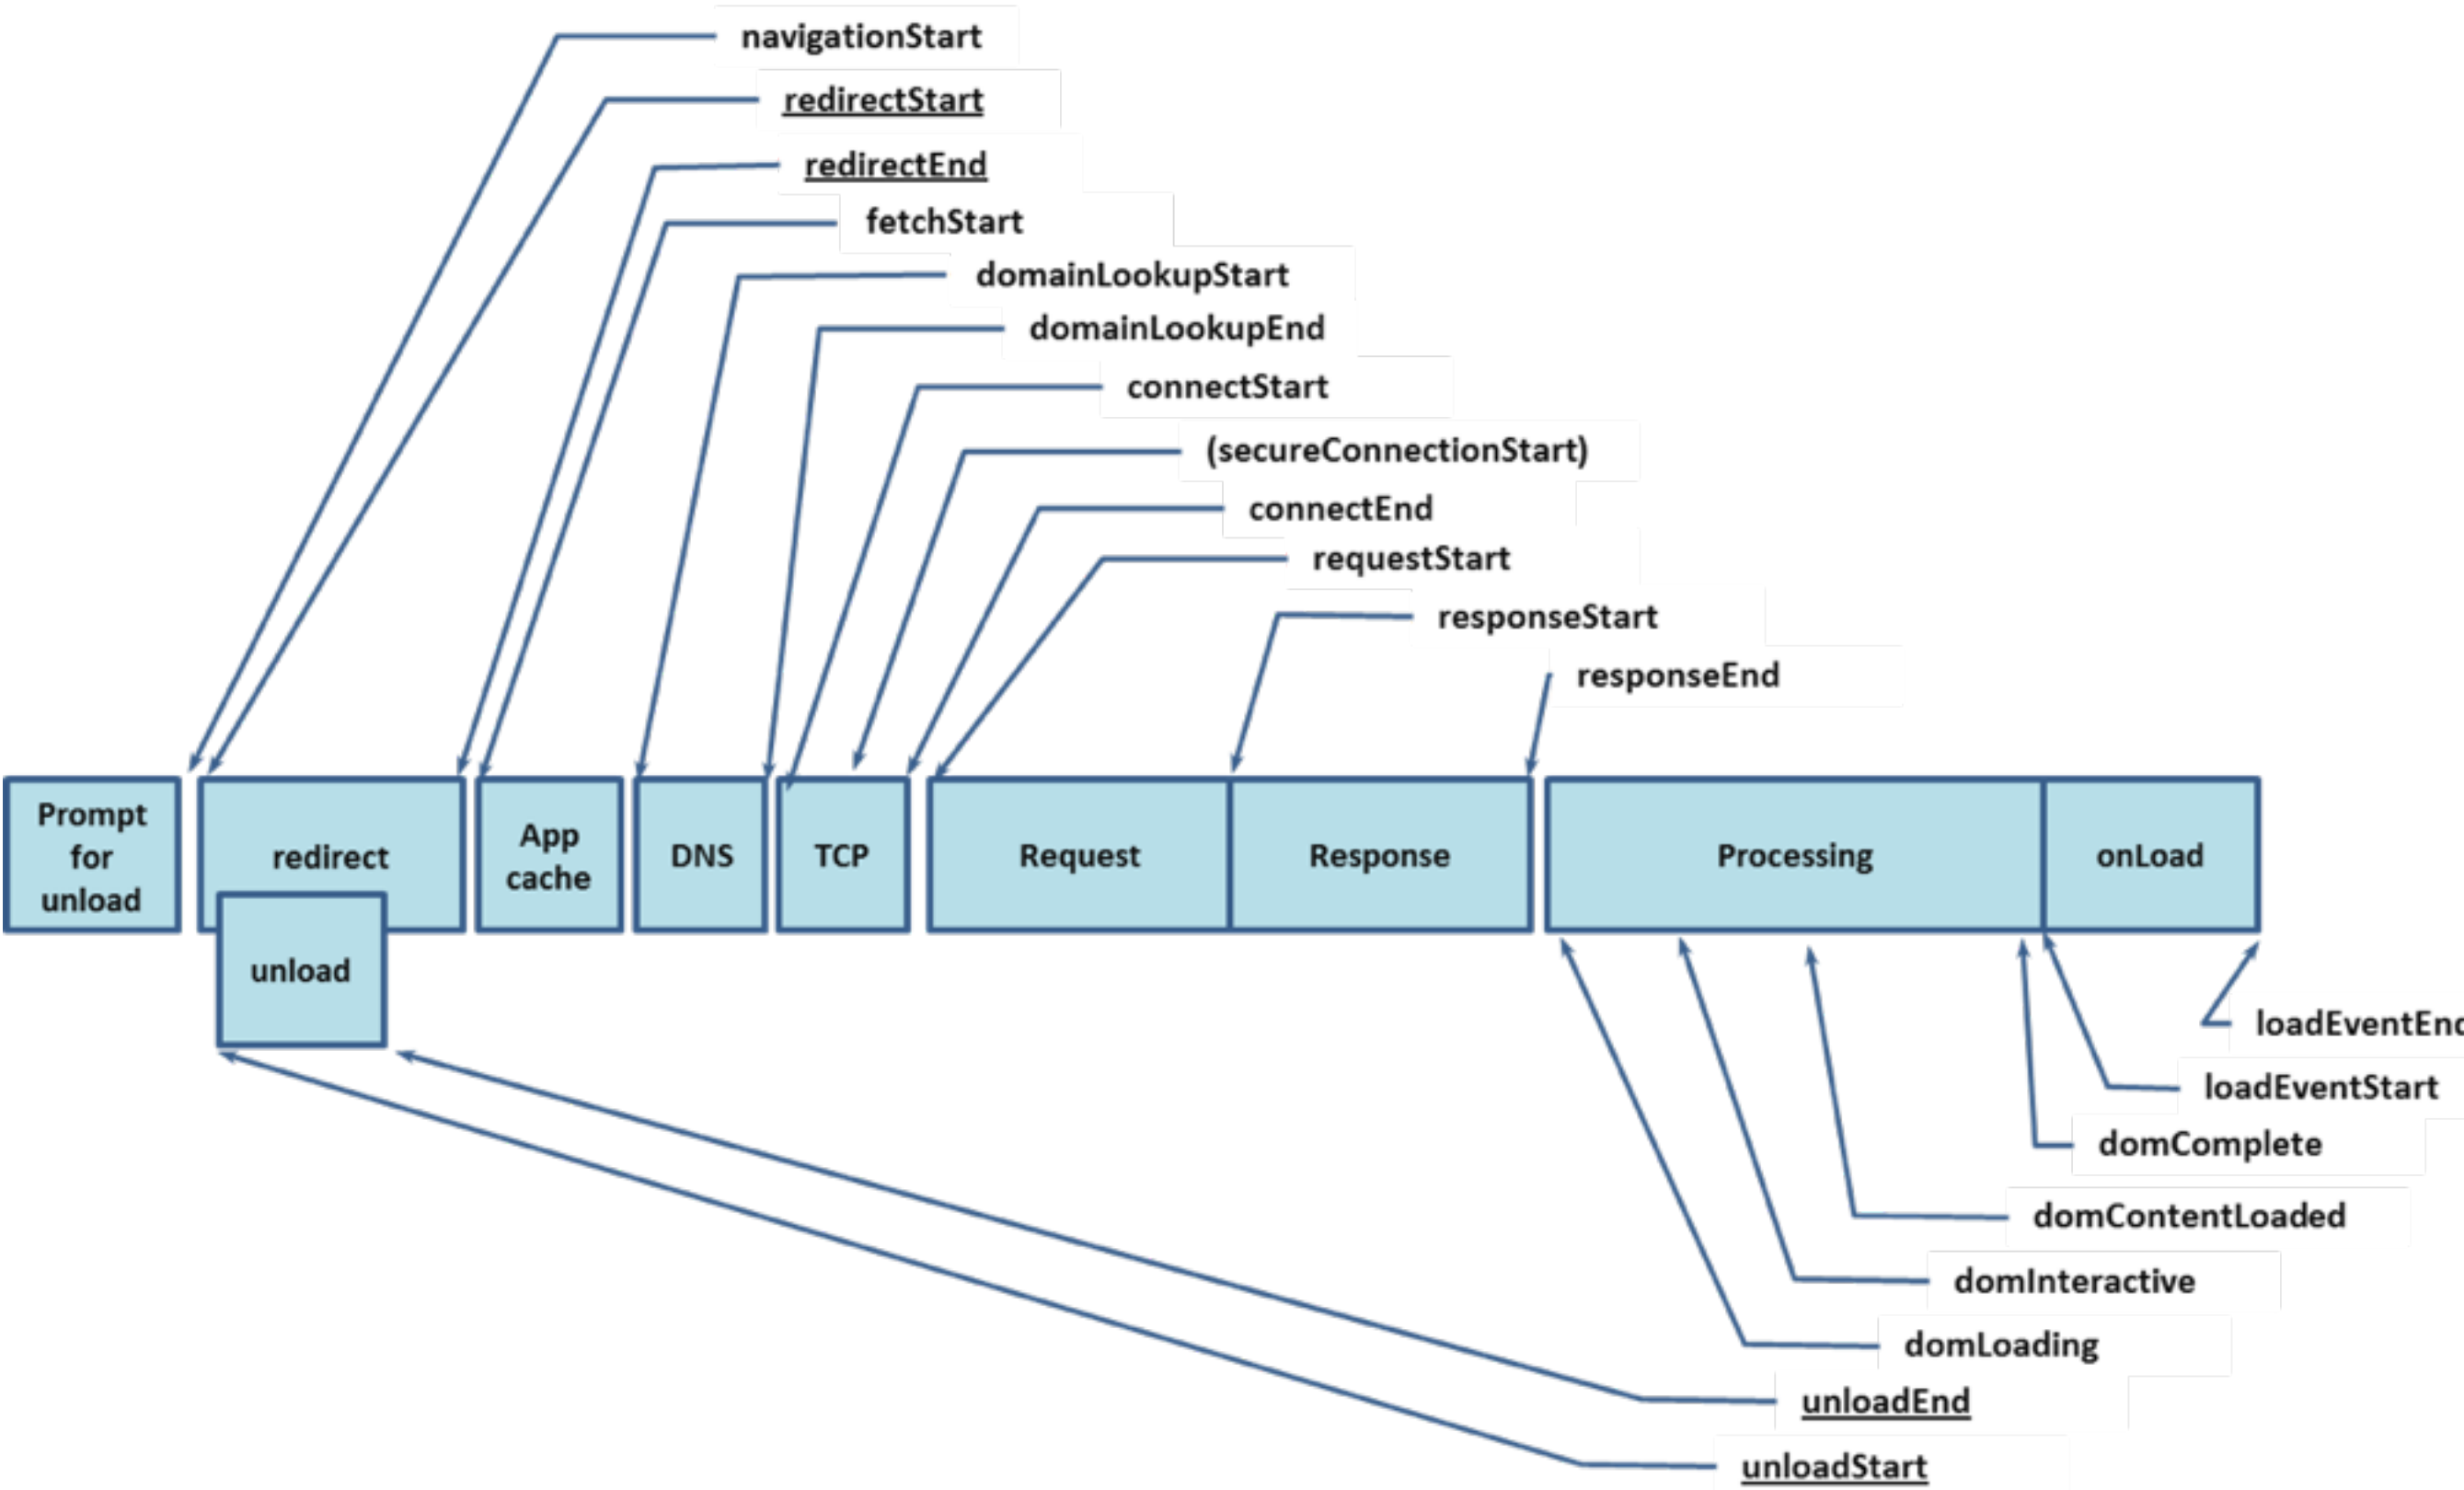 navigationStart
redirectStart
redirectEnd
fetchStart
domainLookupStart
domainLookupEnd
connectStart
(secureConnectionStart)
connectEnd
requestStart
responseStart
responseEnd
Prompt
for
unload
redirect
unload
App
cache
DNS
TCP
Request
Response
Processing
onLoad
loadEventEnd
loadEventStart
domComplete
domContentLoaded
domInteractive
domLoading
unloadEnd
unloadStart